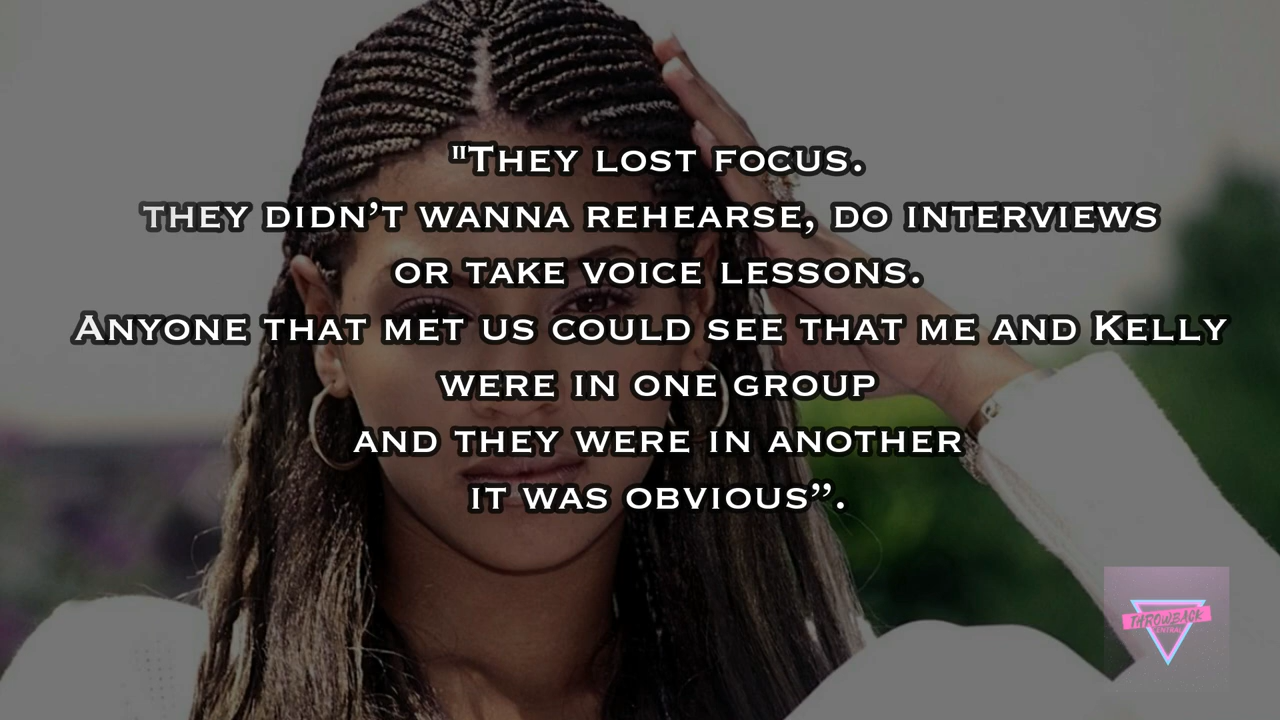 "They lost focus.
they didn’t wanna rehearse, do interviews
or take voice lessons.
Anyone that met us could see that me and Kelly
were in one group
and they were in another
it was obvious”.
THROWBACK
CENTRAL